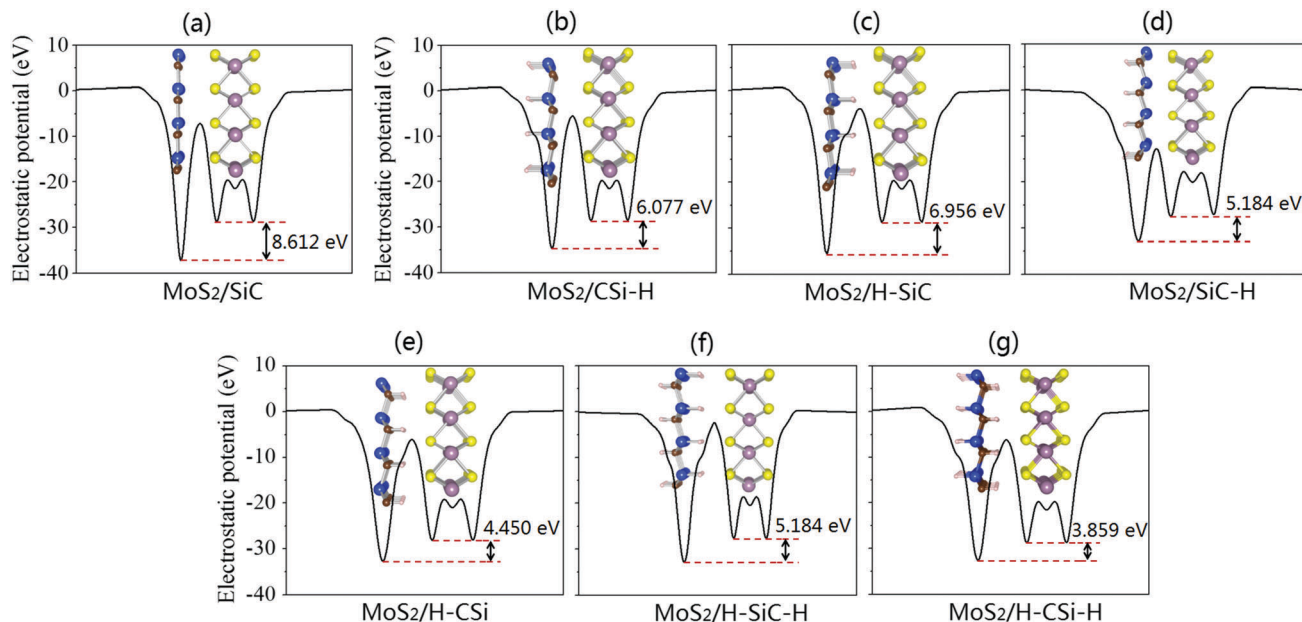 (a)
(b)
(c)
(d)
Electrostatic potential (eV)
10
0
-10
-20
-30
-40
8.612 eV
MoS2/SiC
Electrostatic potential (eV)
10
0
-10
-20
-30
-40
6.077 eV
MoS2/CSi-H
6.956 eV
MoS2/H-SiC
5.184 eV
MoS2/SiC-H
(e)
(f)
(g)
Electrostatic potential (eV)
10
0
-10
-20
-30
-40
4.450 eV
MoS2/H-CSi
5.184 eV
MoS2/H-SiC-H
3.859 eV
MoS2/H-CSi-H